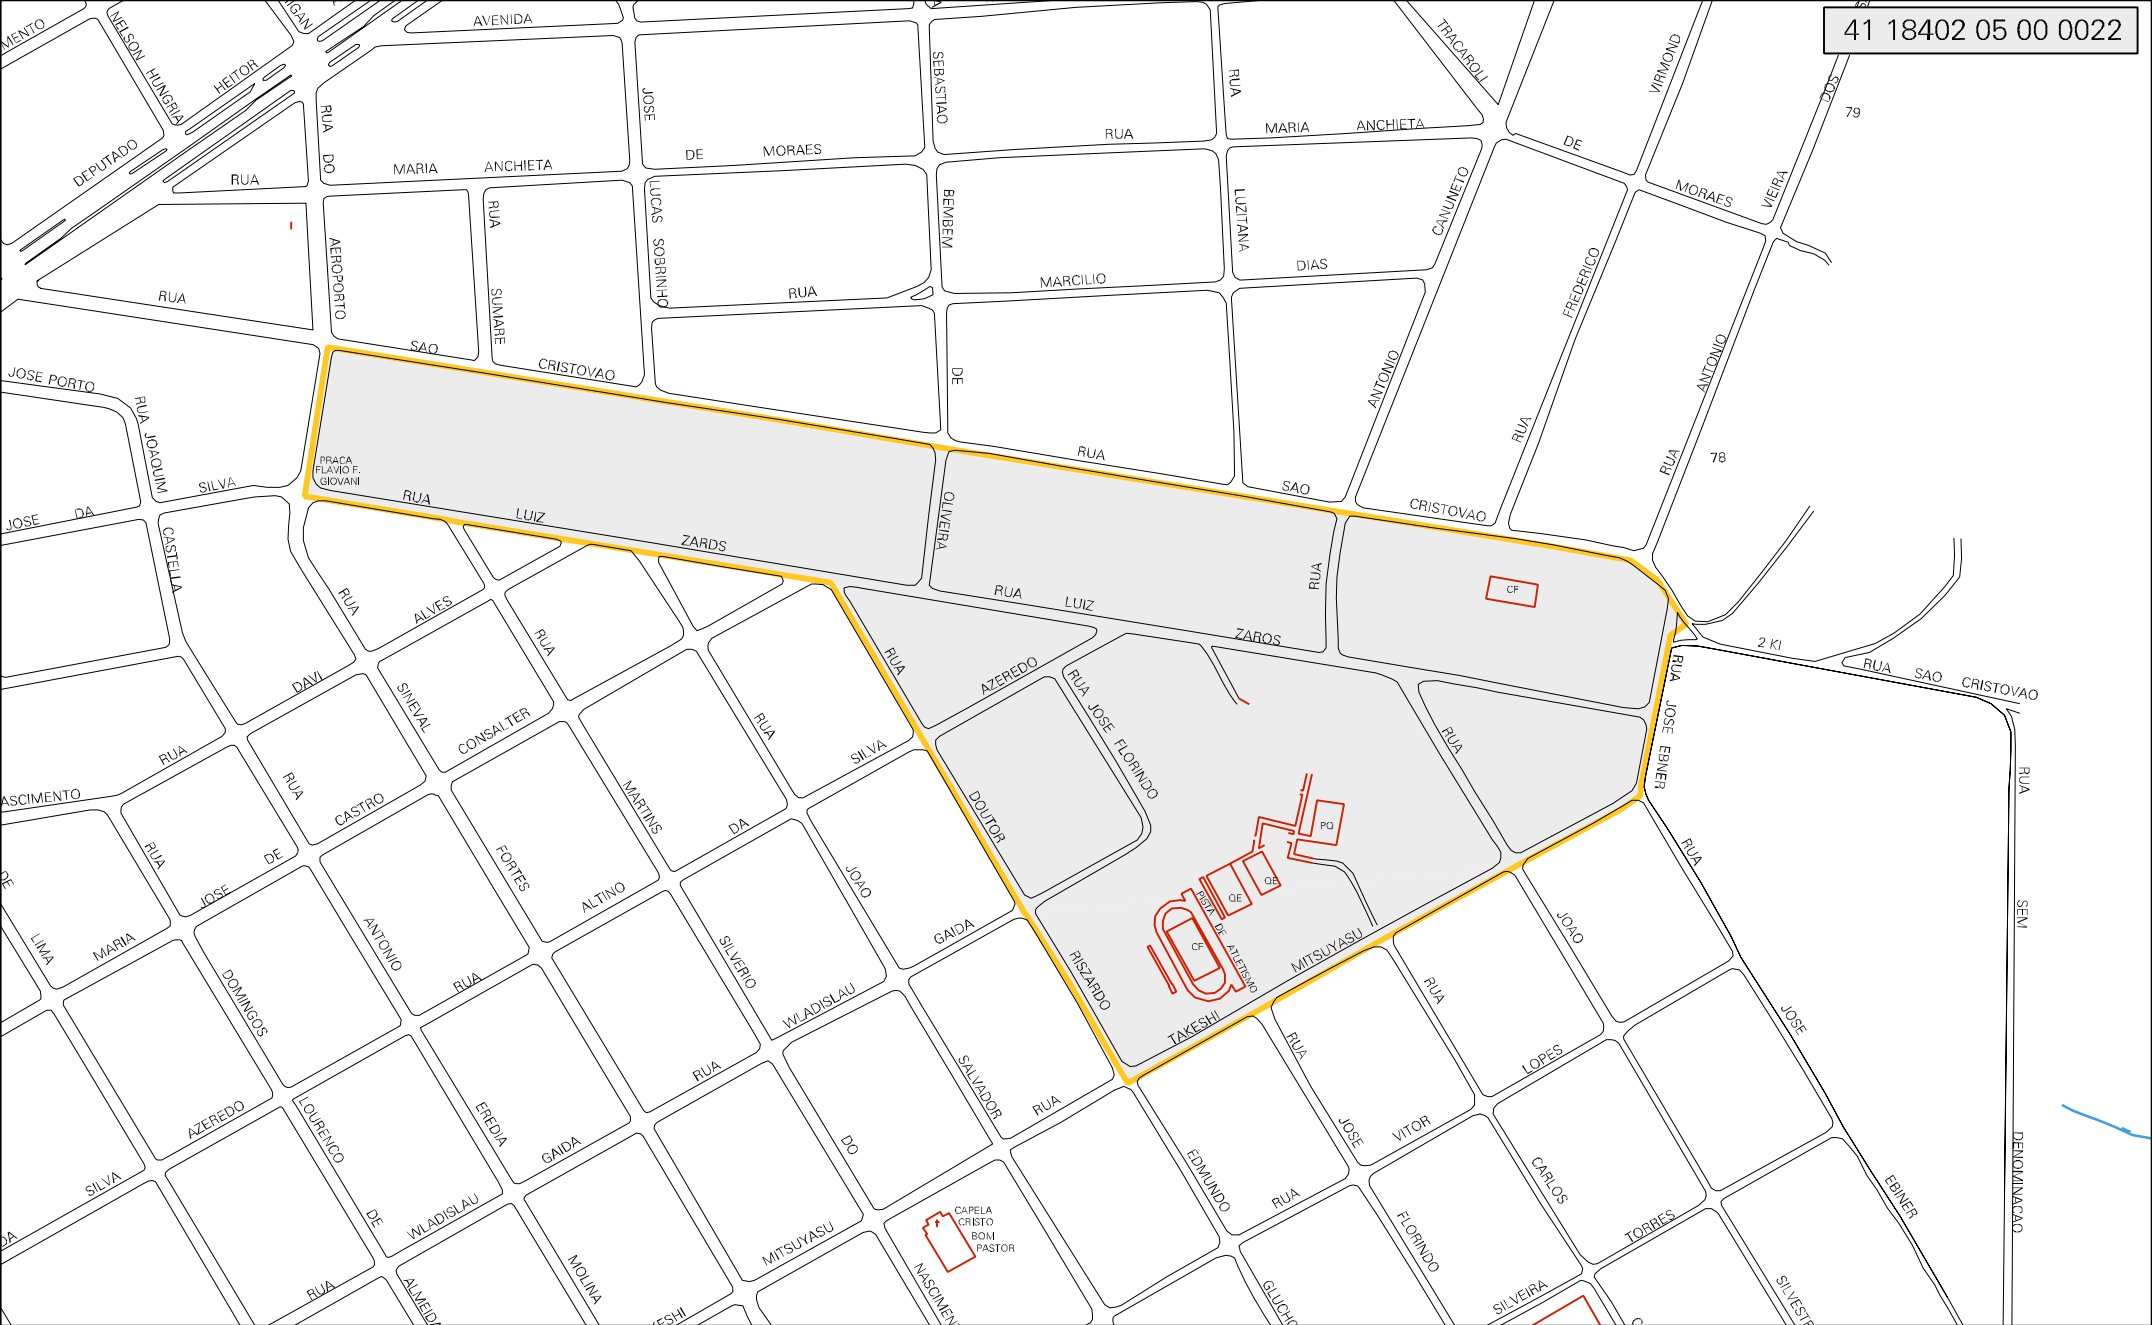 41 18402 05 00 0022
AVENIDA
NELSON HUNGRIA
HEITOR
DEPUTADO
RUA DO AEROPORTO
JOSE LUCAS SOBRINHO
SEBASTIAO BEMBEM DE OLIVEIRA
RUA LUZITANA
TRACAROLI
VIRMOND
DOS
79
RUA
MARIA ANCHIETA
DE MORAES
RUA
MARIA ANCHIETA
DE
MORAES
VIEIRA
RUA SUMARE
CANUNETO
FREDERICO
RUA
RUA
MARCILIO
DIAS
SAO
CRISTOVAO
ANTONIO
ANTONIO
RUA
RUA
78
JOSE PORTO
RUA JOAQUIM
CASTELLA
SILVA
JOSE DA
PRACA
FLAVIO F.
GIOVANI
RUA
LUIZ
ZARDS
RUA
SAO
CRISTOVAO
RUA
CF
RUA
LUIZ
ZAROS
2 KI
RUA SAO CRISTOVAO
RUA JOSE EBNER
RUA
ALVES
DAVI
RUA
RUA
SINEVAL
CONSALTER
RUA
SILVA
RUA
AZEREDO
RUA JOSE FLORINDO
RUA
RUA SEM DENOMINACAO
RUA
CASTRO
DE
JOSE
MARTINS
DA
ALTINO
DOUTOR
RISZARDO
PQ
QE
QE
CF
PISTA DE ATLETISMO
TAKESHI
MITSUYASU
RUA
JOSE
EBINER
ASCIMENTO
RUA
LIMA
MARIA
DOMINGOS
ANTONIO
FORTES
RUA
SILVERIO
JOAO
GAIDA
WLADISLAU
RUA
JOAO
RUA
RUA
LOPES
VITOR
RUA
JOSE
CARLOS
TORRES
SILVEIRA
AZEREDO
SILVA
LOURENCO
DE
EREDIA
GAIDA
WLADISLAU
RUA
DO
SALVADOR
RUA
EDMUNDO
FLORINDO
RUA
ALMEIDA
MOLINA
MITSUYASU
CAPELA
CRISTO
BOM
PASTOR